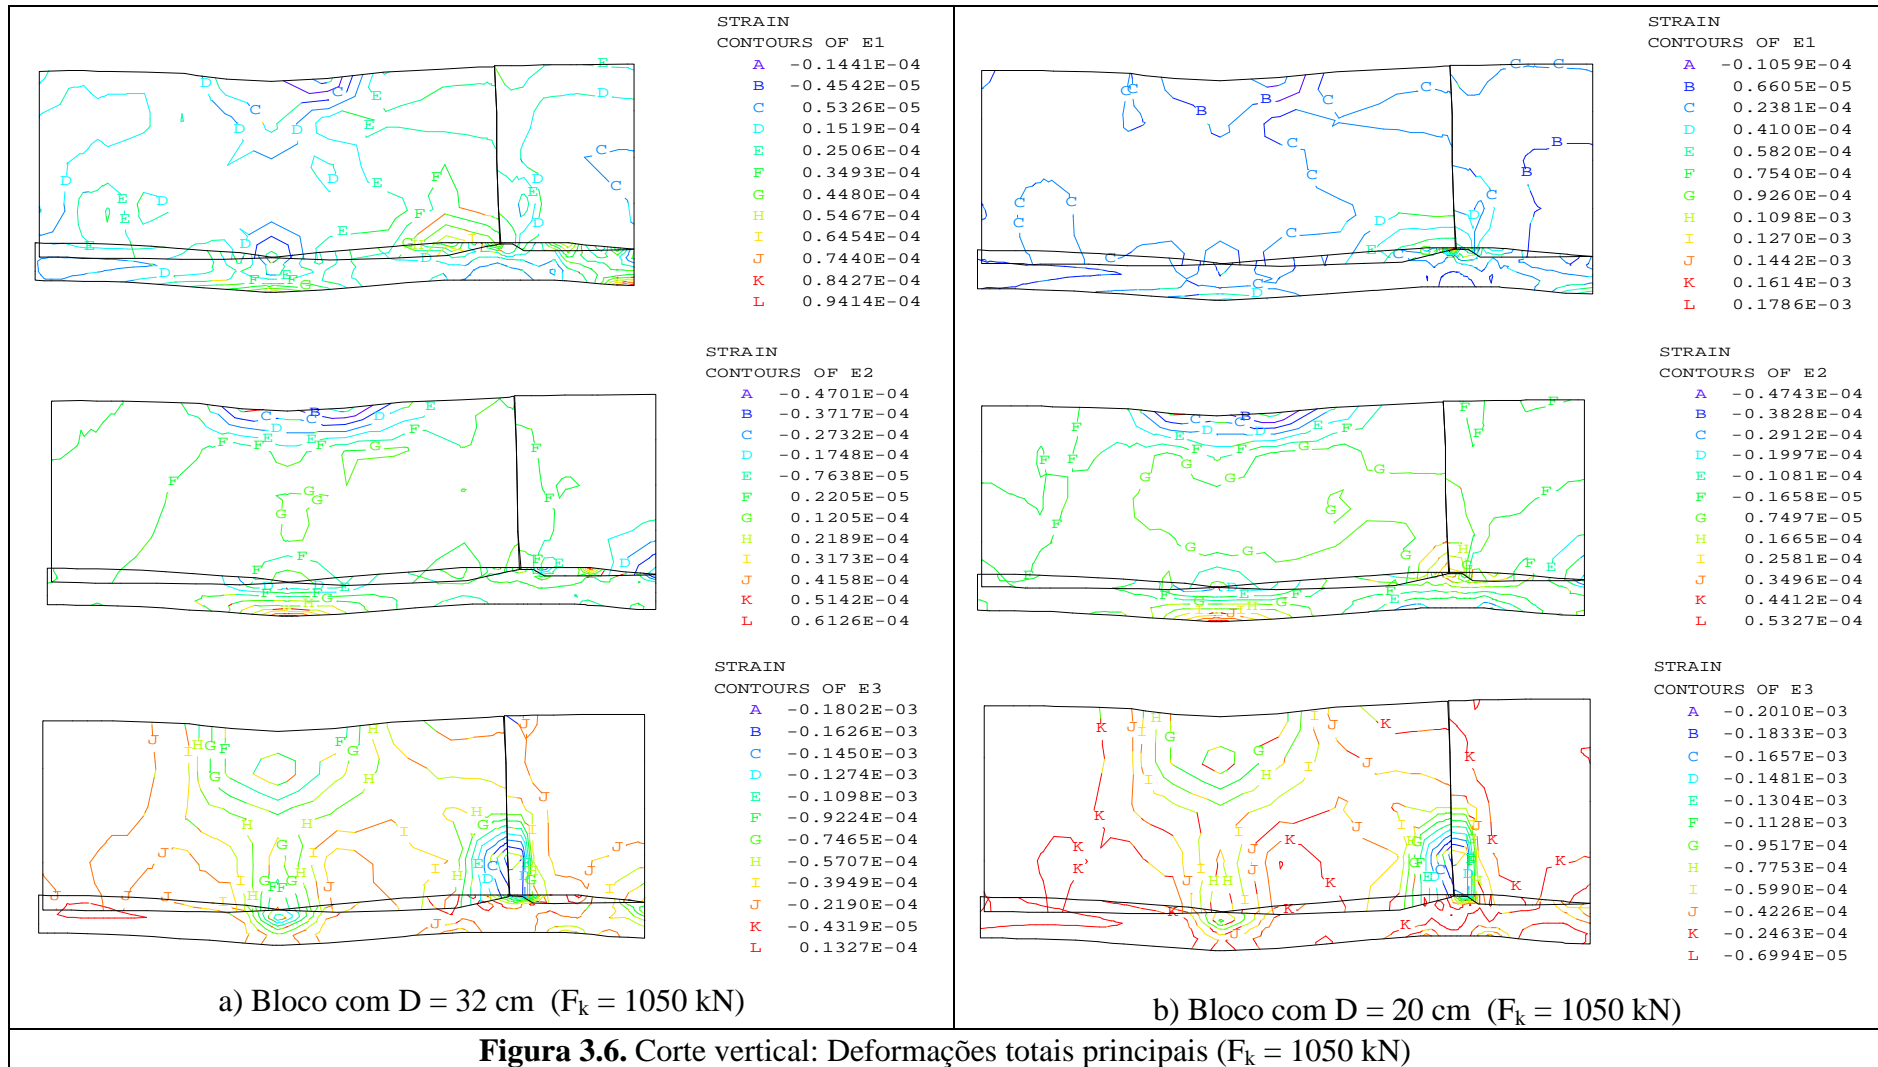 STRAIN
CONTOURS OF E1
A -0.1441E-04
B -0.4542E-05
C 0.5326E-05
D 0.1519E-04
E 0.2506E-04
F 0.3493E-04
G 0.4480E-04
H 0.5467E-04
I 0.6454E-04
J 0.7440E-04
K 0.8427E-04
L 0.9414E-04
STRAIN
CONTOURS OF E2
A -0.4701E-04
B -0.3717E-04
C -0.2732E-04
D -0.1748E-04
E -0.7638E-05
F 0.2205E-05
G 0.1205E-04
H 0.2189E-04
I 0.3173E-04
J 0.4158E-04
K 0.5142E-04
L 0.6126E-04
STRAIN
CONTOURS OF E3
A -0.1802E-03
B -0.1626E-03
C -0.1450E-03
D -0.1274E-03
E -0.1098E-03
F -0.9224E-04
G -0.7465E-04
H -0.5707E-04
I -0.3949E-04
J -0.2190E-04
K -0.4319E-05
L 0.1327E-04
a) Bloco com D = 32 cm (Fk = 1050 kN)
STRAIN
CONTOURS OF E1
A -0.1059E-04
B 0.6605E-05
C 0.2381E-04
D 0.4100E-04
E 0.5820E-04
F 0.7540E-04
G 0.9260E-04
H 0.1098E-03
I 0.1270E-03
J 0.1442E-03
K 0.1614E-03
L 0.1786E-03
STRAIN
CONTOURS OF E2
A -0.4743E-04
B -0.3828E-04
C -0.2912E-04
D -0.1997E-04
E -0.1081E-04
F -0.1658E-05
G 0.7497E-05
H 0.1665E-04
I 0.2581E-04
J 0.3496E-04
K 0.4412E-04
L 0.5327E-04
STRAIN
CONTOURS OF E3
A -0.2010E-03
B -0.1833E-03
C -0.1657E-03
D -0.1481E-03
E -0.1304E-03
F -0.1128E-03
G -0.9517E-04
H -0.7753E-04
I -0.5990E-04
J -0.4226E-04
K -0.2463E-04
L -0.6994E-05
b) Bloco com D = 20 cm (Fk = 1050 kN)
Figura 3.6. Corte vertical: Deformações totais principais (Fk = 1050 kN)